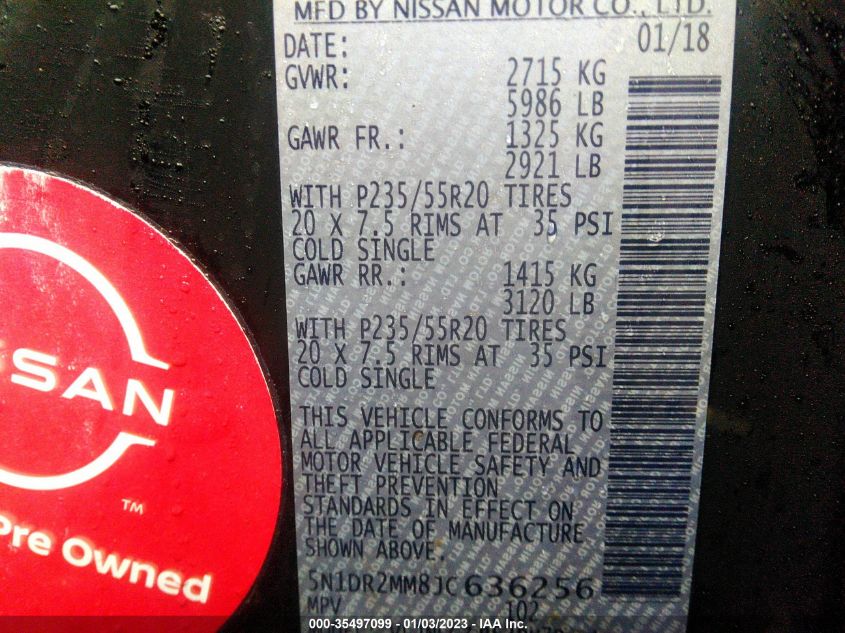 MFD BY NISSAN MOTOR CO., LTD.
DATE: 01/18
GVWR: 2715 KG
5986 LB
GAWR FR.: 1325 KG
2921 LB
WITH P235/55R20 TIRES
20 X 7.5 RIMS AT 35 PSI
COLD SINGLE
GAWR RR.: 1415 KG
3120 LB
WITH P235/55R20 TIRES
20 X 7.5 RIMS AT 35 PSI
COLD SINGLE
THIS VEHICLE CONFORMS TO
ALL APPLICABLE FEDERAL
MOTOR VEHICLE SAFETY AND
THEFT PREVENTION
STANDARDS IN EFFECT ON
THE DATE OF MANUFACTURE
SHOWN ABOVE.
5N1DR2MM8JC636256
MPV 102
ISSAN
TM
Pre Owned
000-35497099 - 01/03/2023 - IAA Inc.